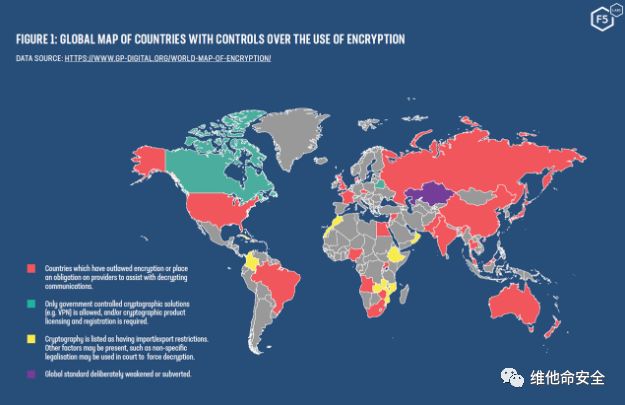 F5 LABS
FIGURE 1: GLOBAL MAP OF COUNTRIES WITH CONTROLS OVER THE USE OF ENCRYPTION
DATA SOURCE: HTTPS://WWW.GP-DIGITAL.ORG/WORLD-MAP-OF-ENCRYPTION/
Countries which have outlawed encryption or place
an obligation on providers to assist with decrypting
communications.
Only government controlled cryptographic solutions
(e.g. VPN) is allowed, and/or cryptographic product
licensing and registration is required.
Cryptography is listed as having import/export restrictions.
Other factors may be present, such as non-specific
legalisation may be used in court to force decryption.
Global standard deliberately weakened or subverted.
维他命安全